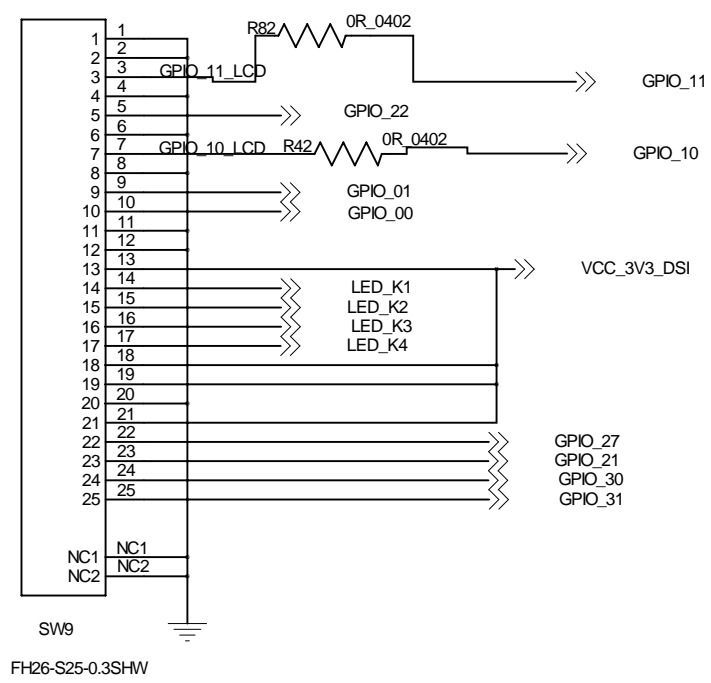 R82 0R_0402
1 1
2 2
3 3 GPIO_11_LCD GPIO_11
4 4
5 5 GPIO_22
6 6
7 7 GPIO_10_LCD R42 0R_0402 GPIO_10
8 8
9 9 GPIO_01
10 10 GPIO_00
11 11
12 12
13 13 VCC_3V3_DSI
14 14 LED_K1
15 15 LED_K2
16 16 LED_K3
17 17 LED_K4
18 18
19 19
20 20
21 21
22 22 GPIO_27
23 23 GPIO_21
24 24 GPIO_30
25 25 GPIO_31
NC1 NC1
NC2 NC2
SW9
FH26-S25-0.3SHW